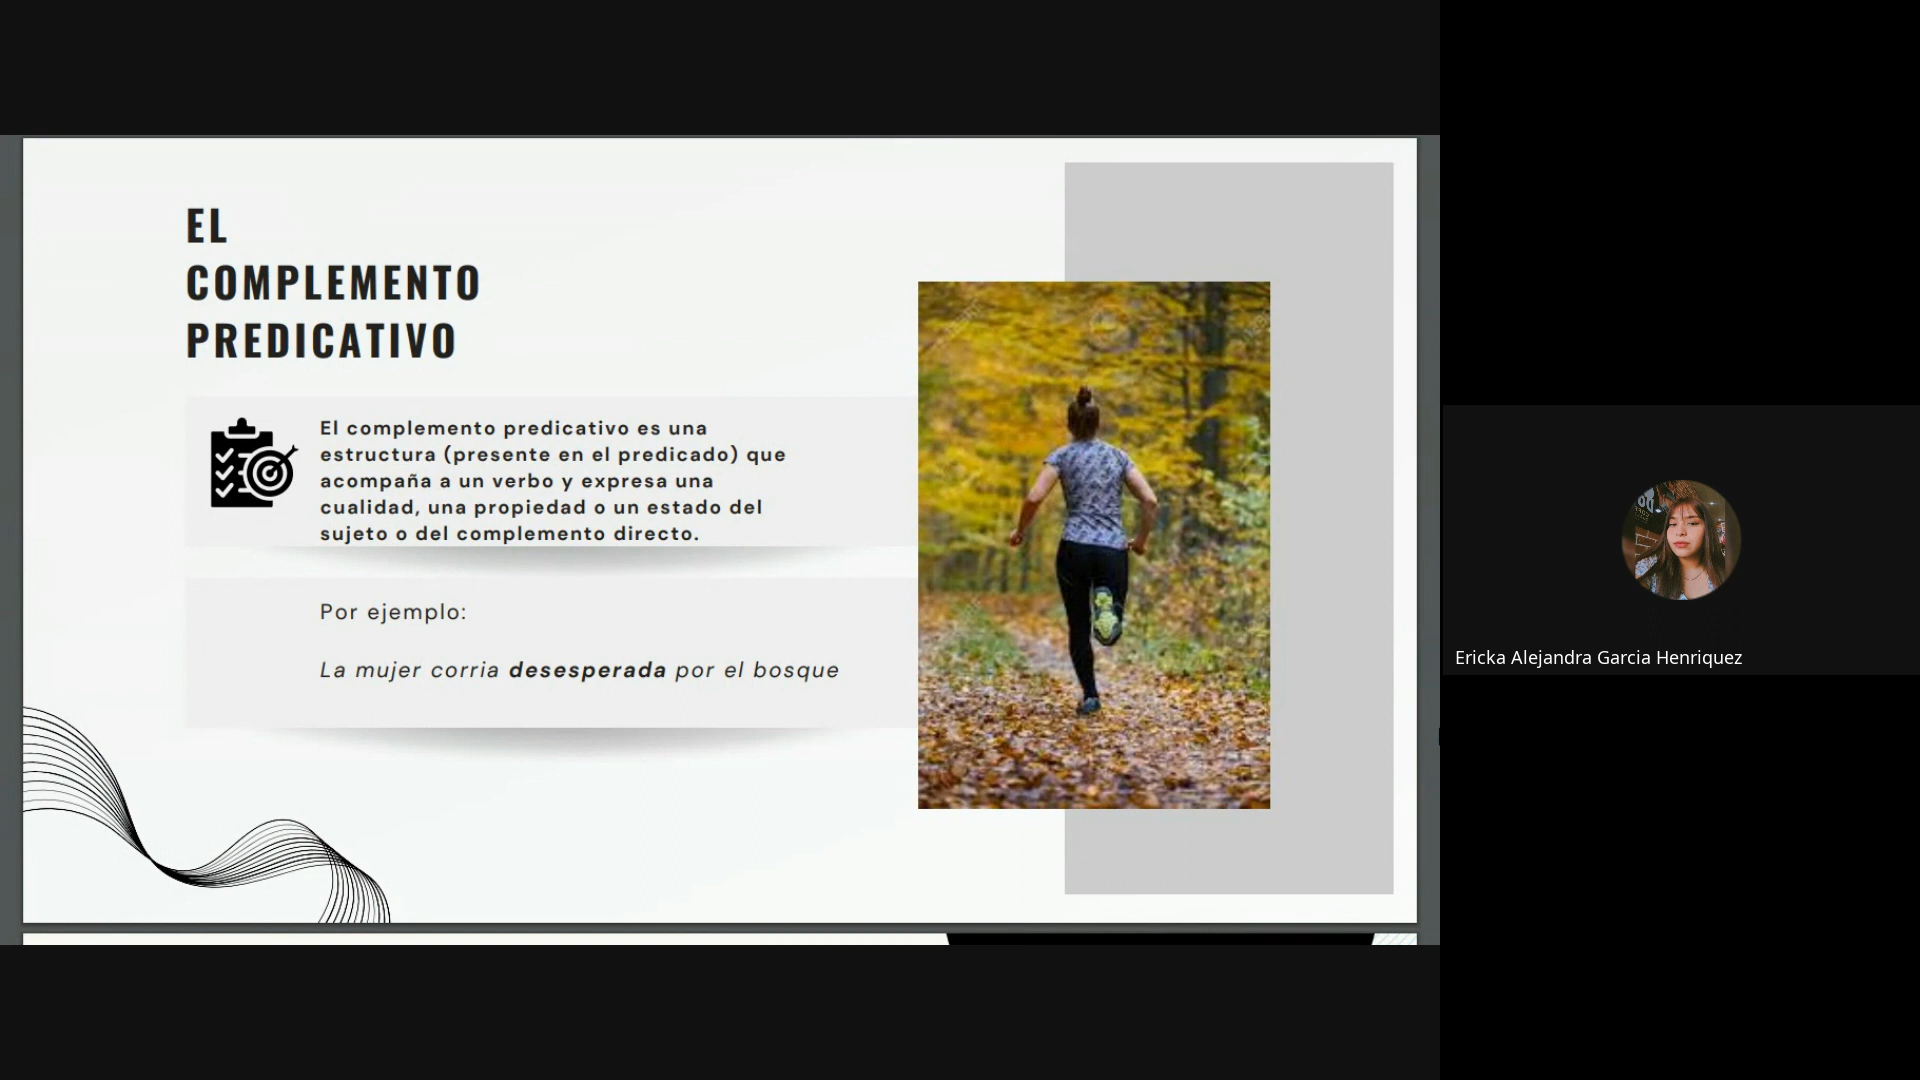 EL
COMPLEMENTO
PREDICATIVO
El complemento predicativo es una
estructura (presente en el predicado) que
acompaña a un verbo y expresa una
cualidad, una propiedad o un estado del
sujeto o del complemento directo.
Por ejemplo:
La mujer corria desesperada por el bosque
Ericka Alejandra Garcia Henriquez